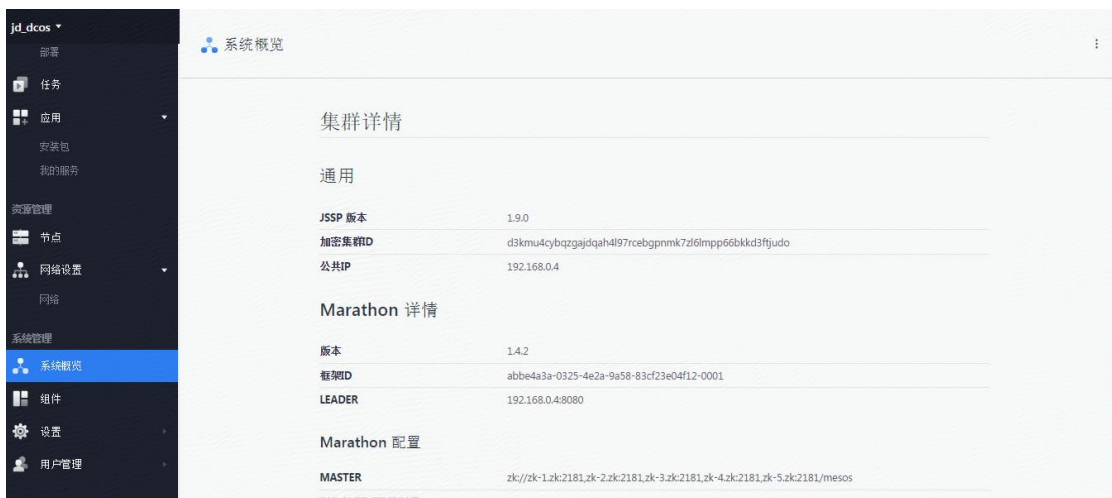 jd_dcos
部署
任务
应用
安装包
我的服务
资源管理
节点
网络设置
网络
系统管理
系统概览
组件
设置
用户管理
系统概览
集群详情
通用
JSSP 版本 1.9.0
加密集群ID d3kmu4cybqzgajdqah4l97rcebgpnmk7zl6lmpp66bkkd3ftjudo
公共IP 192.168.0.4
Marathon 详情
版本 1.4.2
框架ID abbe4a3a-0325-4e2a-9a58-83cf23e04f12-0001
LEADER 192.168.0.4:8080
Marathon 配置
MASTER zk://zk-1.zk:2181,zk-2.zk:2181,zk-3.zk:2181,zk-4.zk:2181,zk-5.zk:2181/mesos